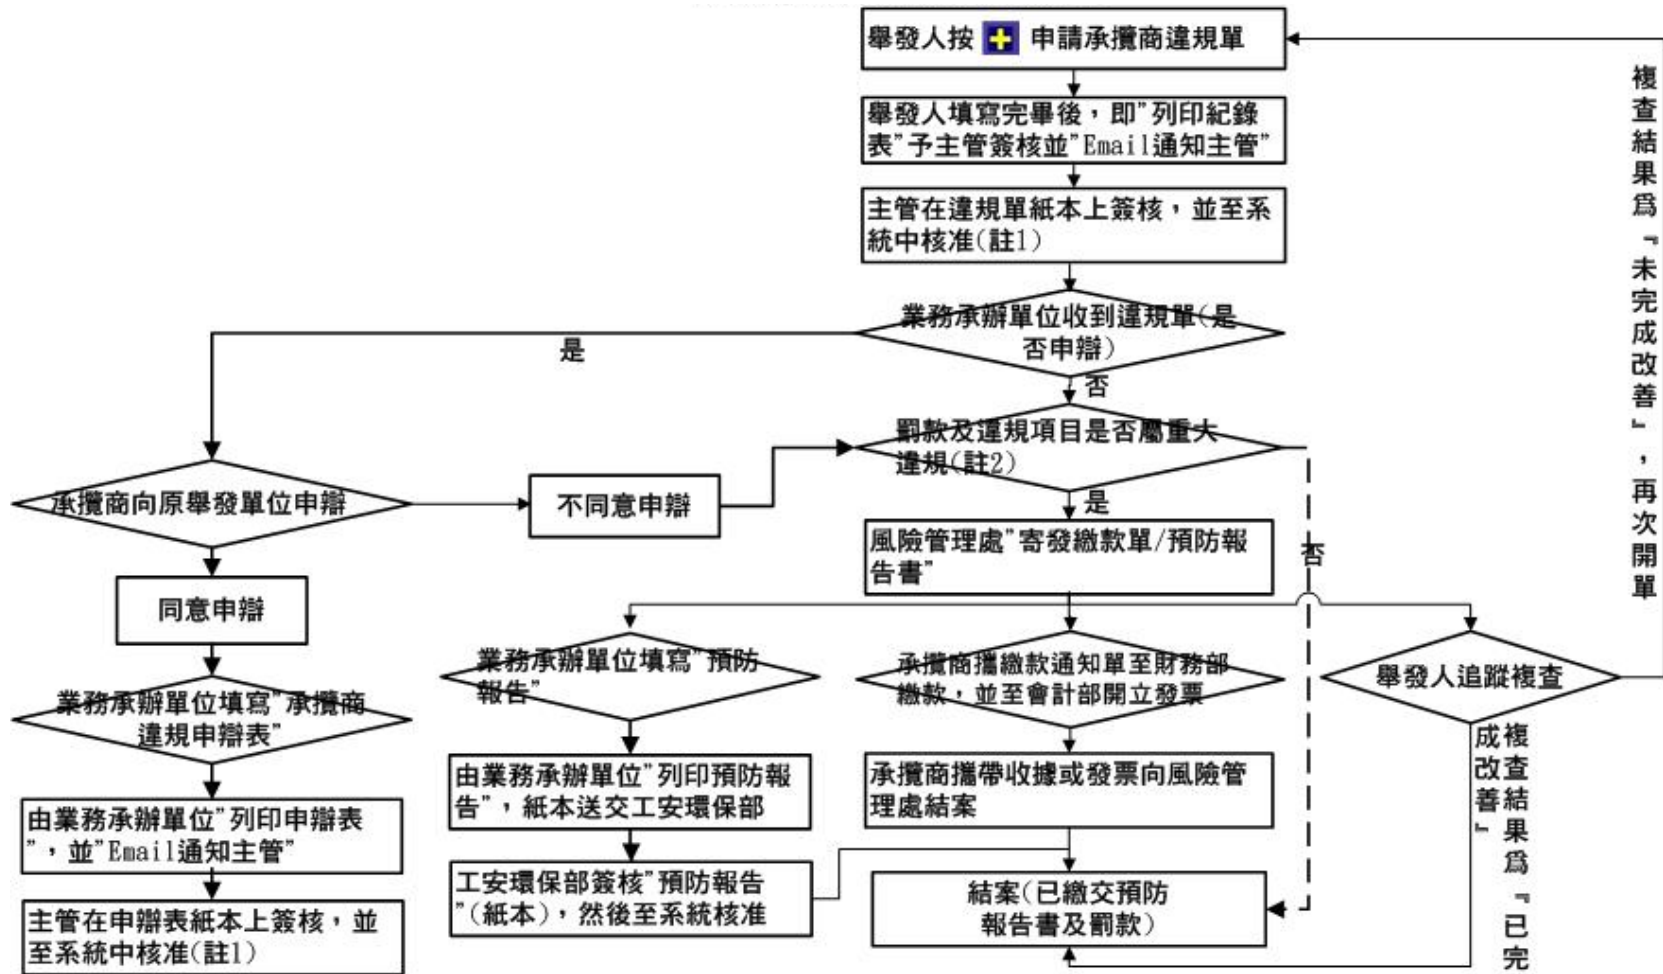 舉發人按 申請承攬商違規單
舉發人填寫完畢後，即"列印紀錄
表"予主管簽核並"Email通知主管"
主管在違規單紙本上簽核，並至系
統中核准(註1)
業務承辦單位收到違規單(是
否申辯)
是
否
罰款及違規項目是否屬重大
違規(註2)
是
否
承攬商向原舉發單位申辯
不同意申辯
同意申辯
風險管理處"寄發繳款單/預防報
告書"
業務承辦單位填寫"承攬商
違規申辯表"
由業務承辦單位"列印申辯表
"，並"Email通知主管"
主管在申辯表紙本上簽核，並
至系統中核准(註1)
業務承辦單位填寫"預防
報告"
由業務承辦單位"列印預防報
告"，紙本送交工安環保部
工安環保部簽核"預防報告
"(紙本)，然後至系統核准
承攬商攜繳款通知單至財務部
繳款，並至會計部開立發票
承攬商攜帶收據或發票向風險管
理處結案
結案(已繳交預防
報告書及罰款)
舉發人追蹤複查
複查結果為『已完
成改善』
複查結果為『未完成改善』，再次開單